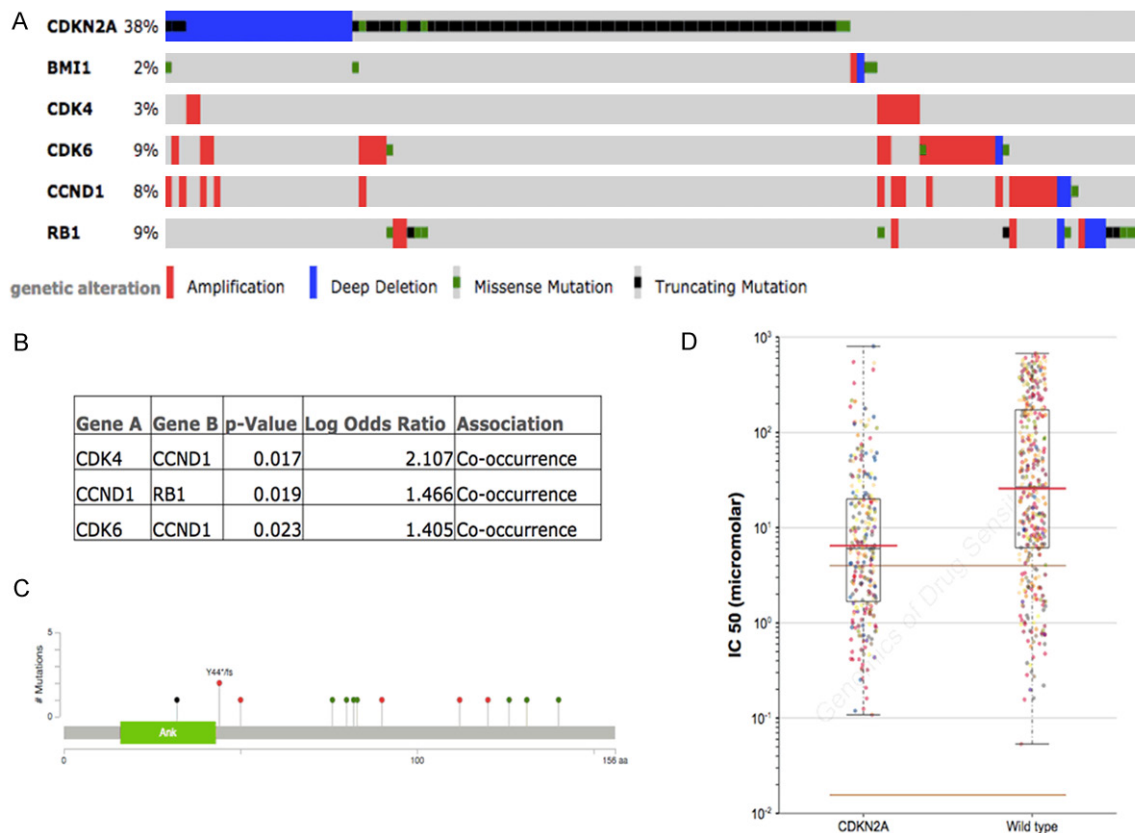 A
CDKN2A 38%
BMI1 2%
CDK4 3%
CDK6 9%
CCND1 8%
RB1 9%
genetic alteration Amplification Deep Deletion Missense Mutation Truncating Mutation
B
Gene A Gene B p-Value Log Odds Ratio Association
CDK4 CCND1 0.017 2.107 Co-occurrence
CCND1 RB1 0.019 1.466 Co-occurrence
CDK6 CCND1 0.023 1.405 Co-occurrence
C
# Mutations
5
0
Y44*/fs
Ank
0 100 156 aa
D
IC 50 (micromolar)
10³
10²
10¹
10⁰
10⁻¹
10⁻²
Genomics of Drug Sensiti
CDKN2A Wild type